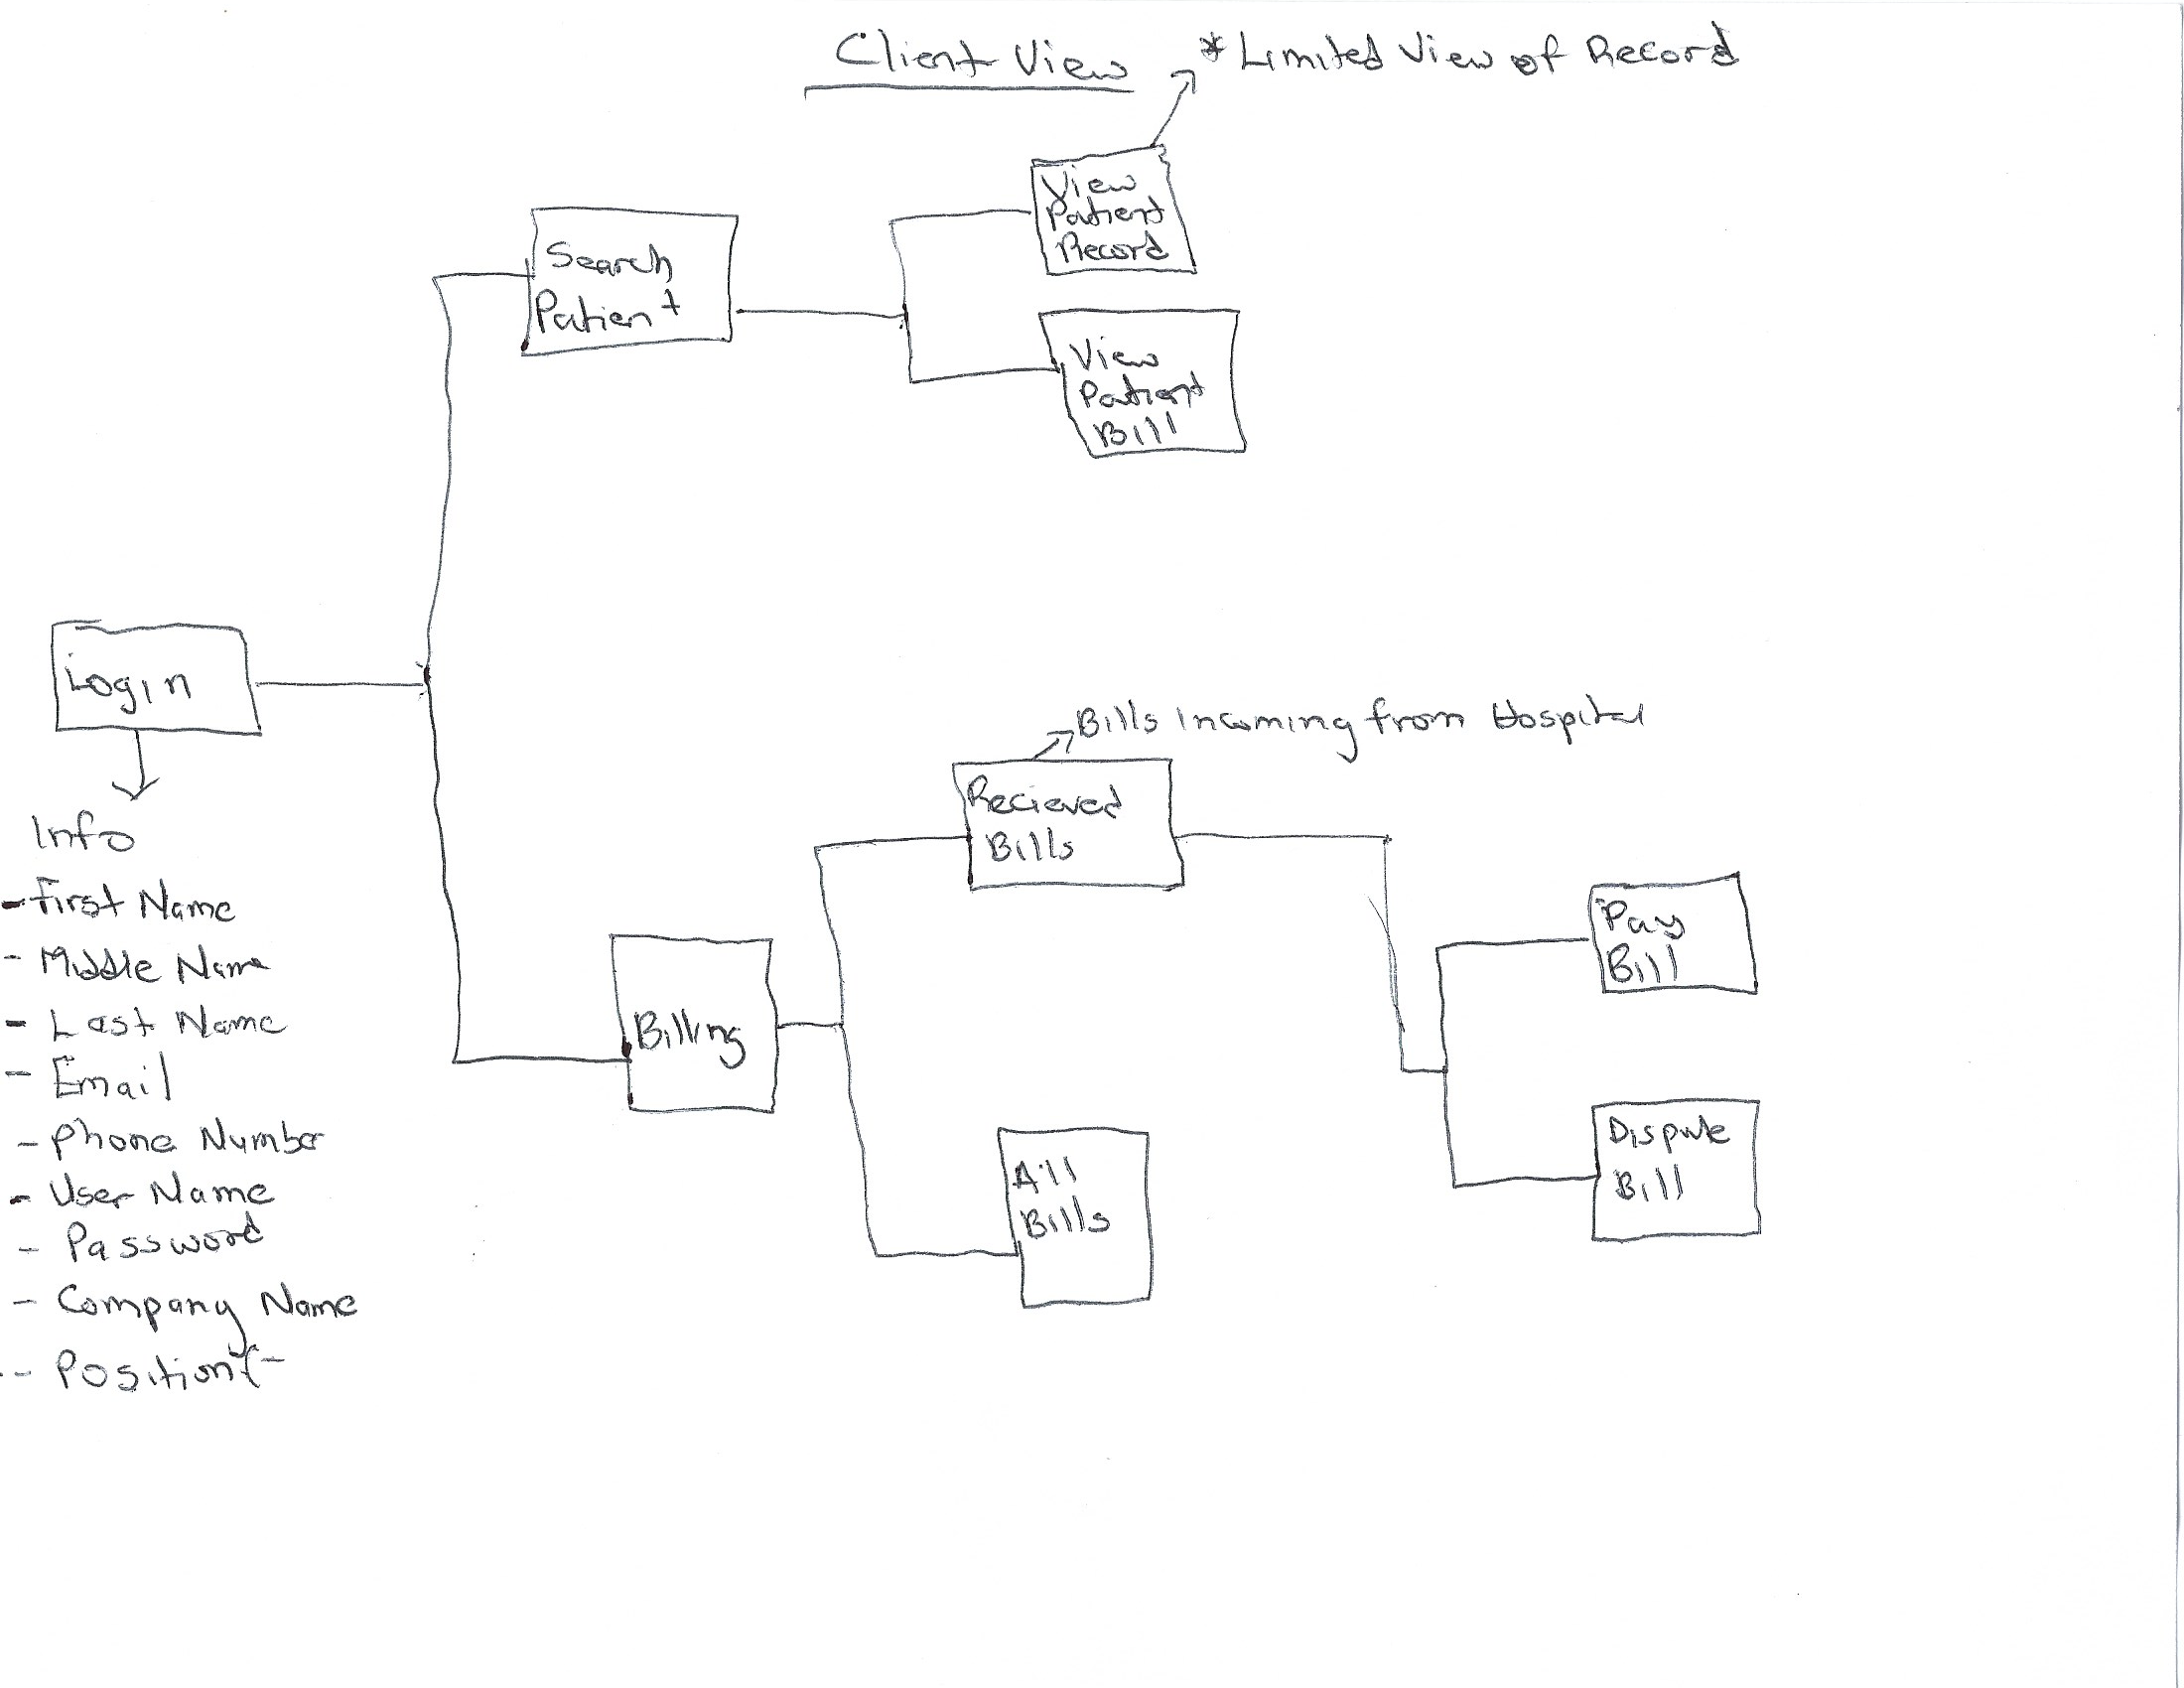 Client View
* Limited View of Record
View
Patient
Record
Search
Patient
View
Patient
Bill
Login
Bills Incoming from Hospital
Recieved
Bills
Info
- First Name
- Middle Name
- Last Name
- Email
- Phone Number
- User Name
- Password
- Company Name
- Position
Billing
Pay
Bill
All
Bills
Dispute
Bill